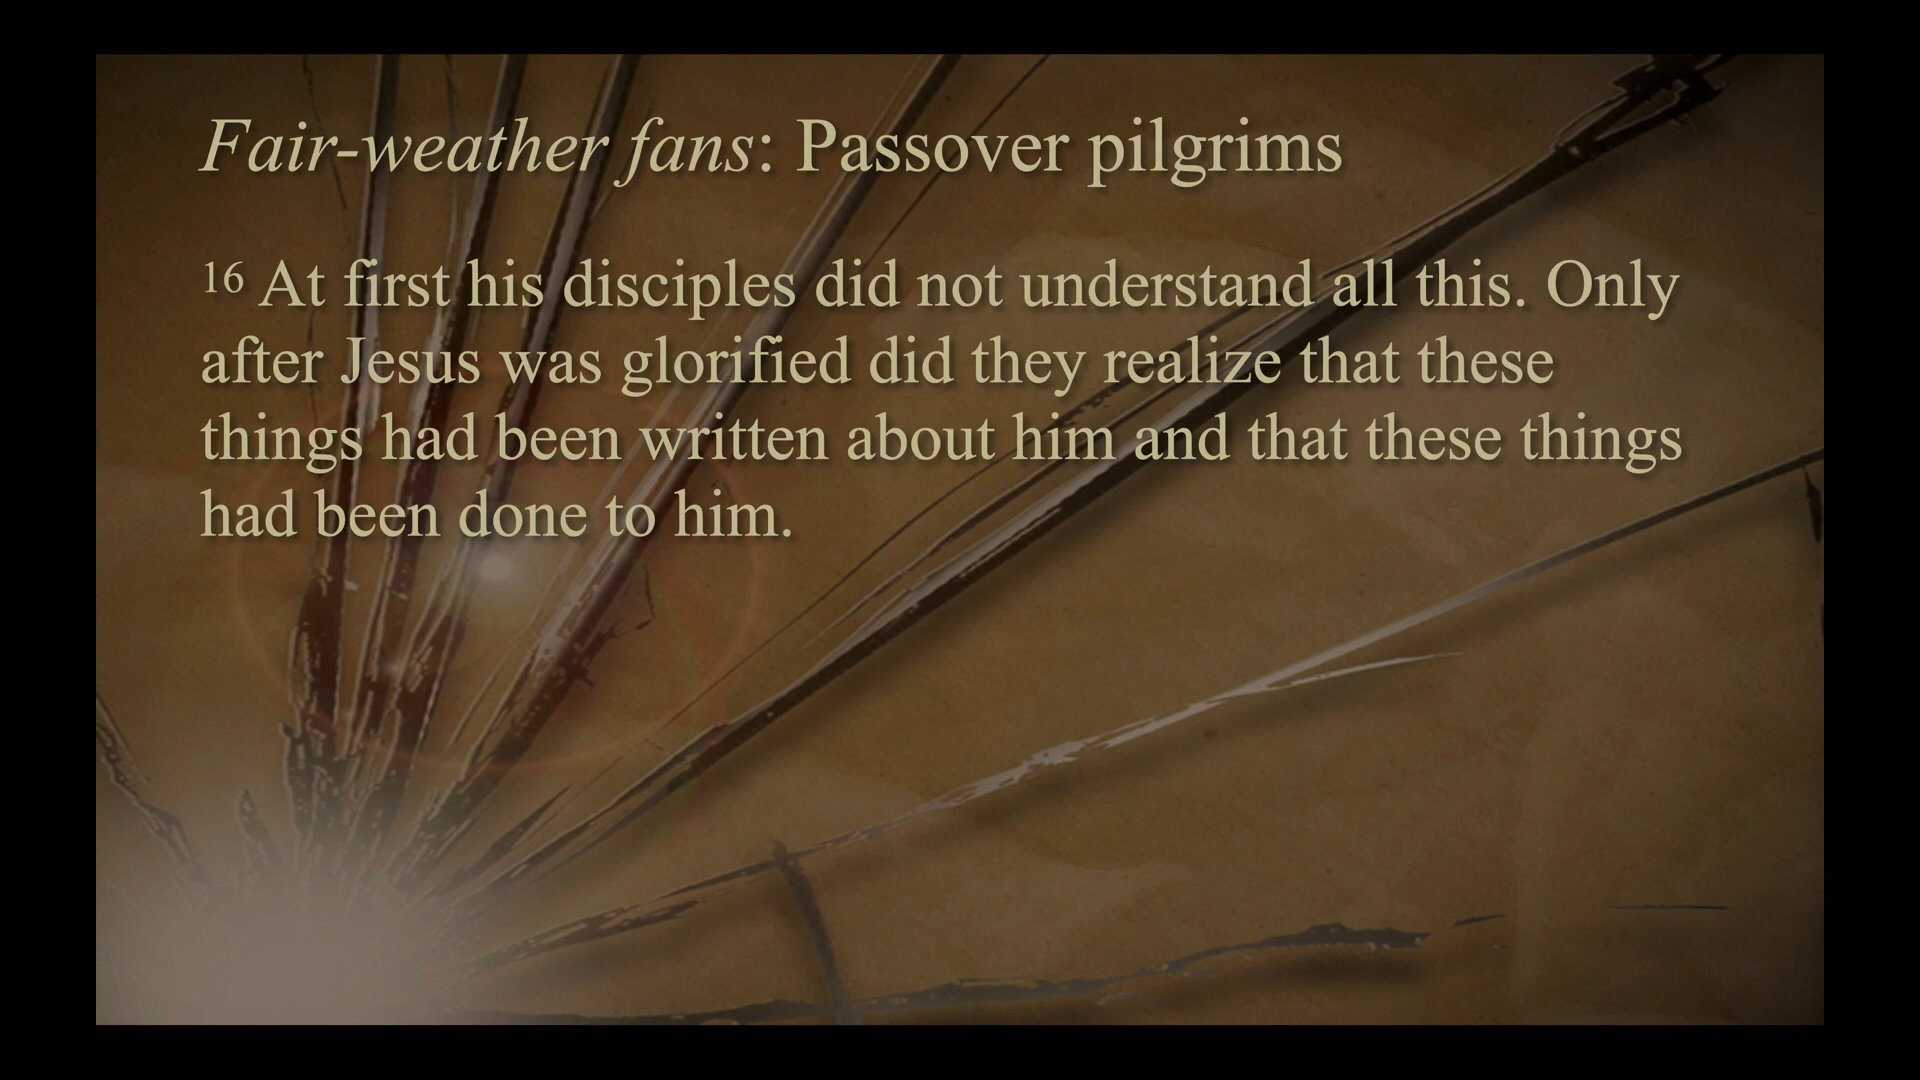 Fair-weather fans: Passover pilgrims
16 At first his disciples did not understand all this. Only
after Jesus was glorified did they realize that these
things had been written about him and that these things
had been done to him.